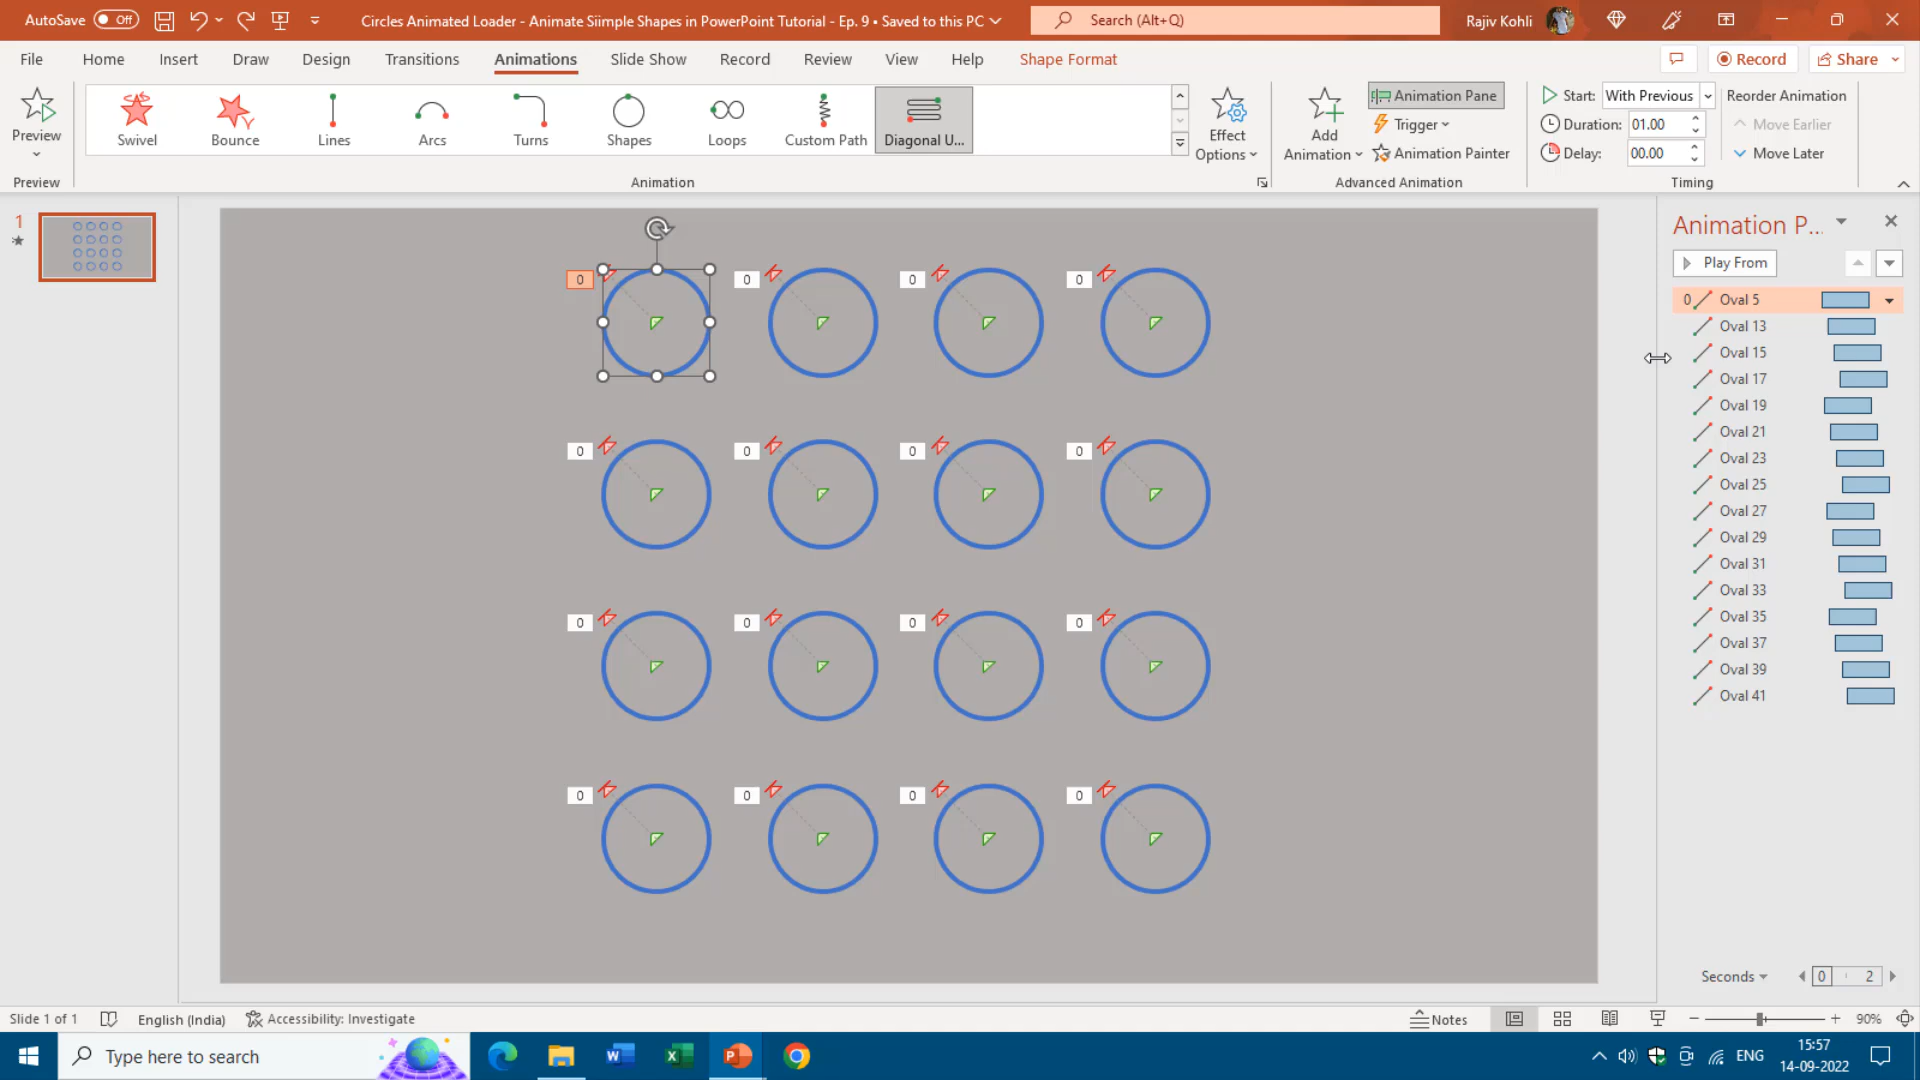 AutoSave Off Circles Animated Loader - Animate Siimple Shapes in PowerPoint Tutorial - Ep. 9 • Saved to this PC Search (Alt+Q) Rajiv Kohli
File Home Insert Draw Design Transitions Animations Slide Show Record Review View Help Shape Format Record Share
Preview
Preview
Swivel Bounce Lines Arcs Turns Shapes Loops Custom Path Diagonal U...
Animation
Effect
Options
Add
Animation
Animation Pane
Trigger
Animation Painter
Advanced Animation
Start: With Previous
Duration: 01.00
Delay: 00.00
Reorder Animation
Move Earlier
Move Later
Timing
1
0 0 0 0
0 0 0 0
0 0 0 0
0 0 0 0
Animation P...
Play From
0 Oval 5
Oval 13
Oval 15
Oval 17
Oval 19
Oval 21
Oval 23
Oval 25
Oval 27
Oval 29
Oval 31
Oval 33
Oval 35
Oval 37
Oval 39
Oval 41
Seconds 0 2
Slide 1 of 1 English (India) Accessibility: Investigate Notes 90%
Type here to search
ENG
15:57
14-09-2022